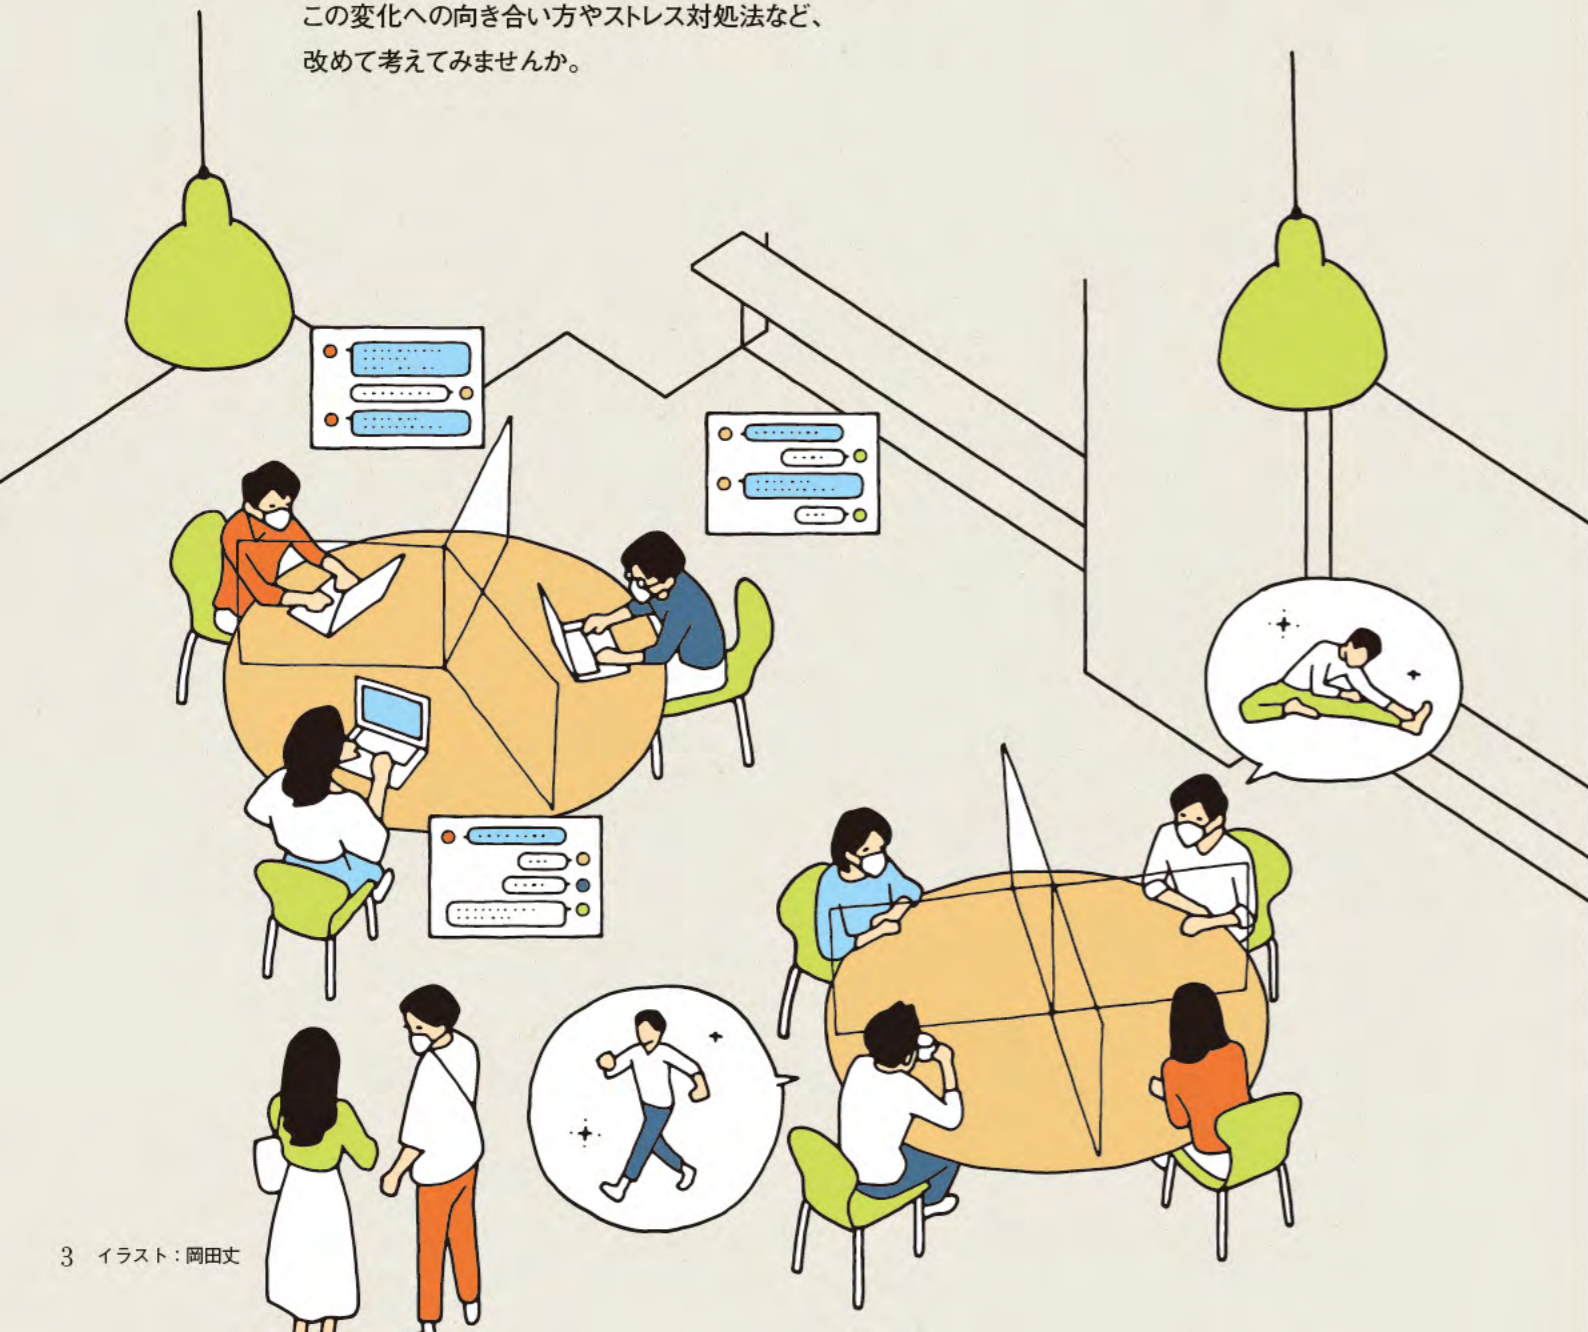 この変化への向き合い方やストレス対処法など、
改めて考えてみませんか。
3 イラスト：岡田丈